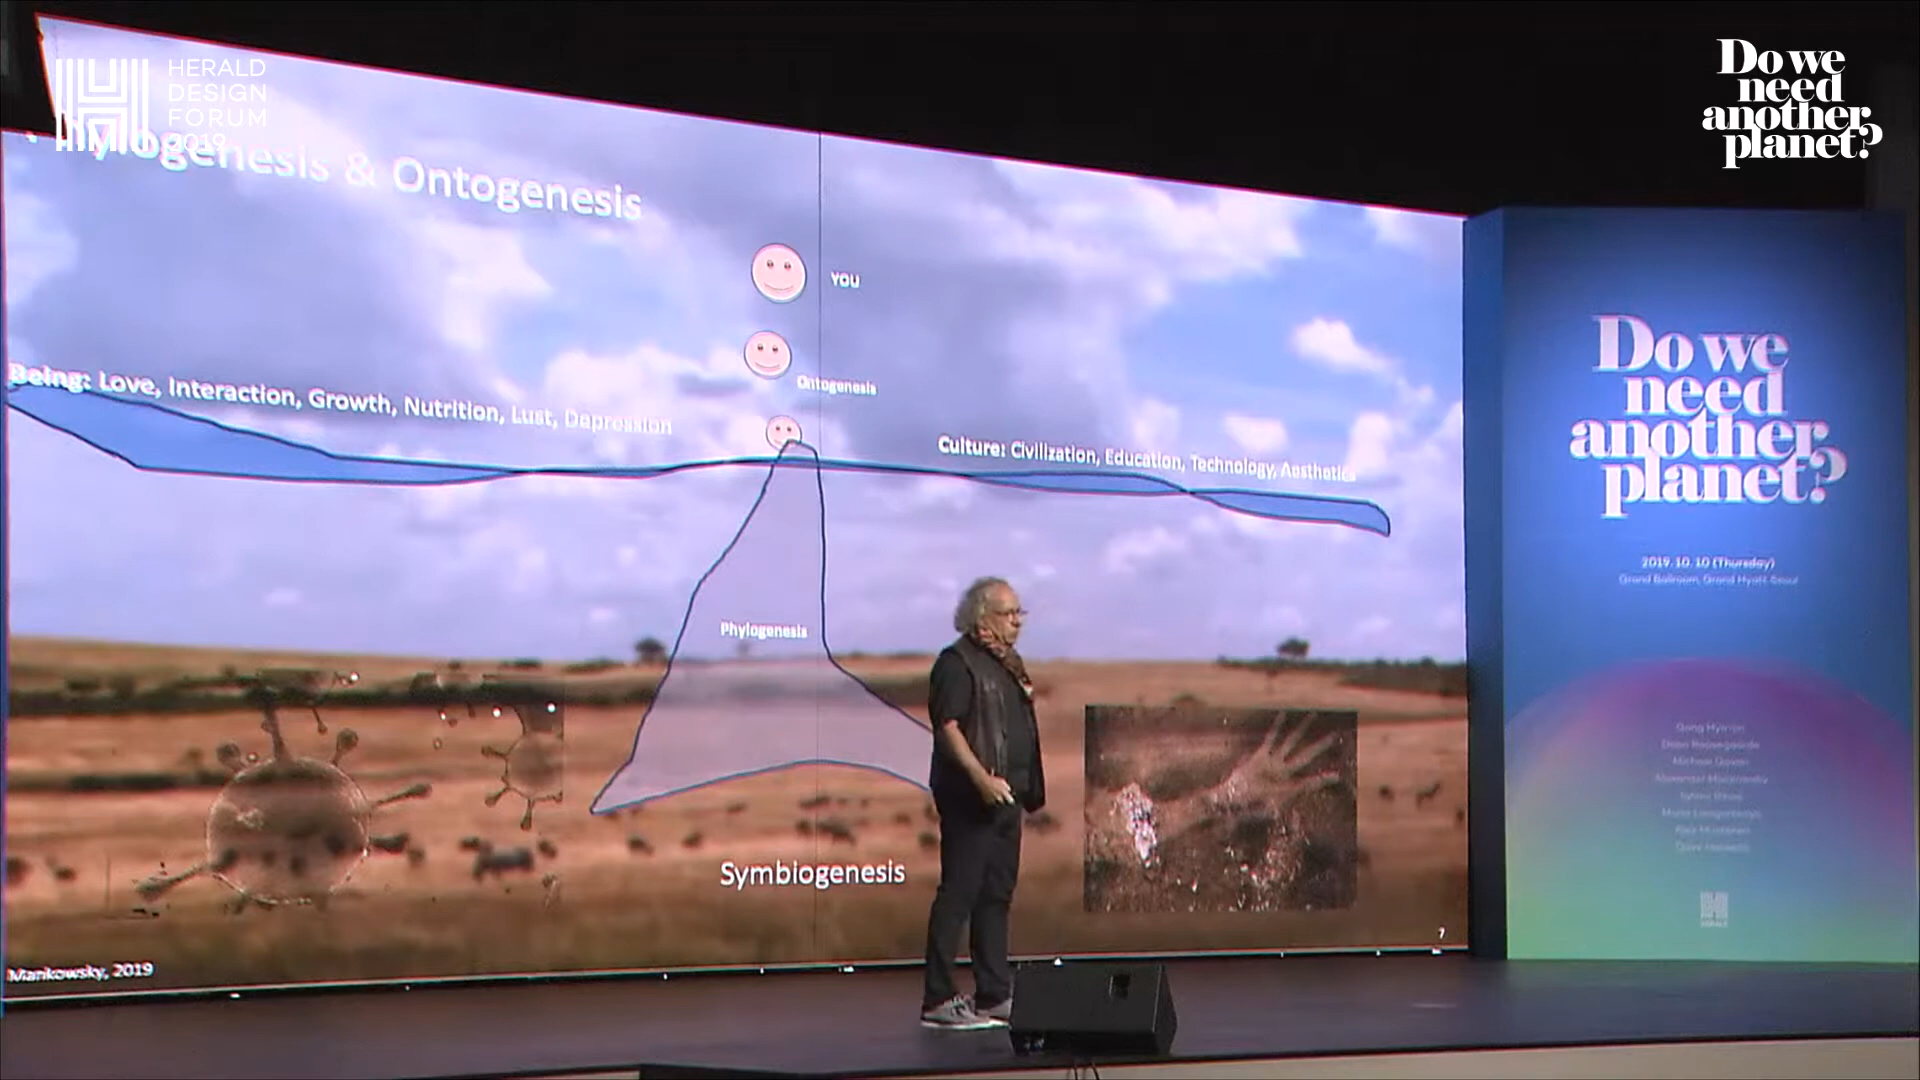 HERALD
DESIGN
FORUM
2019
Do we
need
another
planet?
Phylogenesis & Ontogenesis
YOU
Ontogenesis
Being: Love, Interaction, Growth, Nutrition, Lust, Depression
Culture: Civilization, Education, Technology, Aesthetics
Phylogenesis
Symbiogenesis
7
Mankowsky, 2019
Do we
need
another
planet?
2019. 10. 10 (Thursday)
Grand Ballroom, Grand Hyatt Seoul